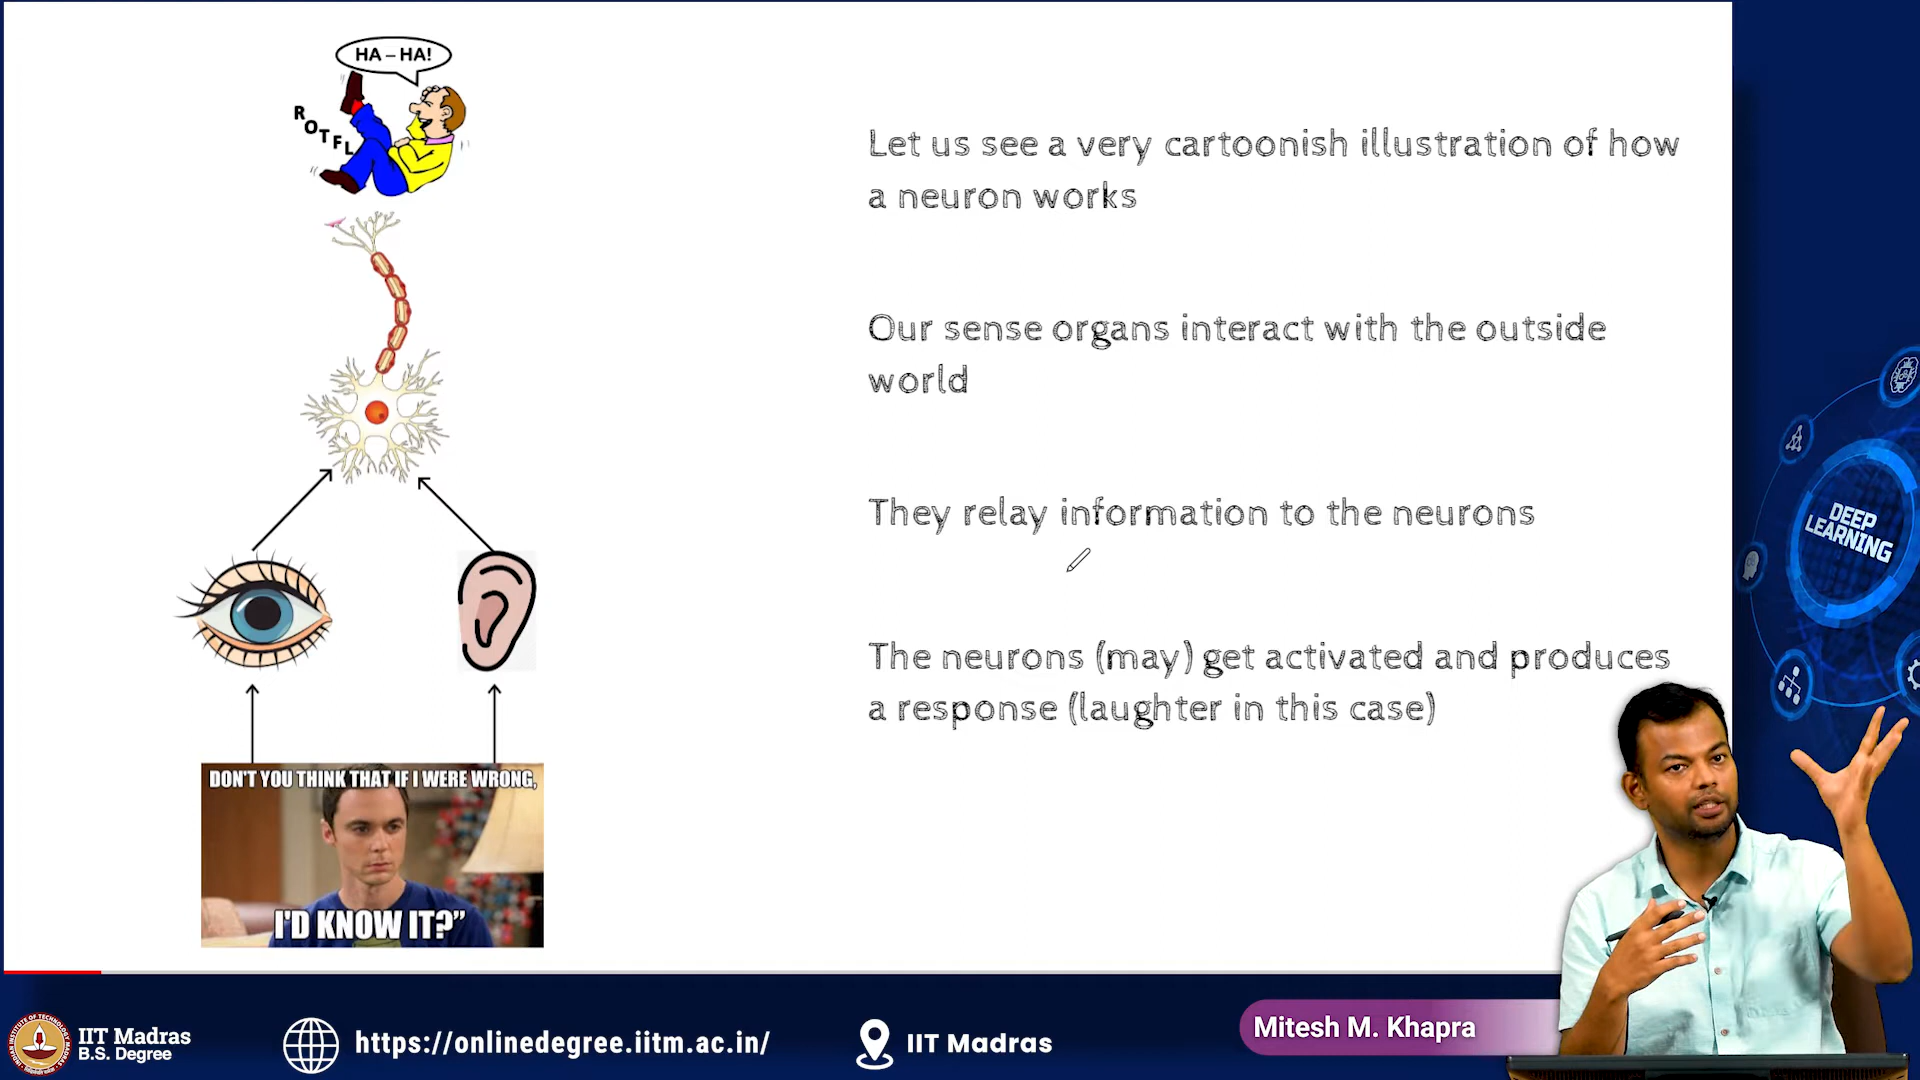 HA – HA!
ROTFL
Let us see a very cartoonish illustration of how
a neuron works
Our sense organs interact with the outside
world
They relay information to the neurons
The neurons (may) get activated and produces
a response (laughter in this case)
DON'T YOU THINK THAT IF I WERE WRONG,
I'D KNOW IT?”
DEEP
LEARNING
Mitesh M. Khapra
IIT Madras
B.S. Degree
https://onlinedegree.iitm.ac.in/
IIT Madras